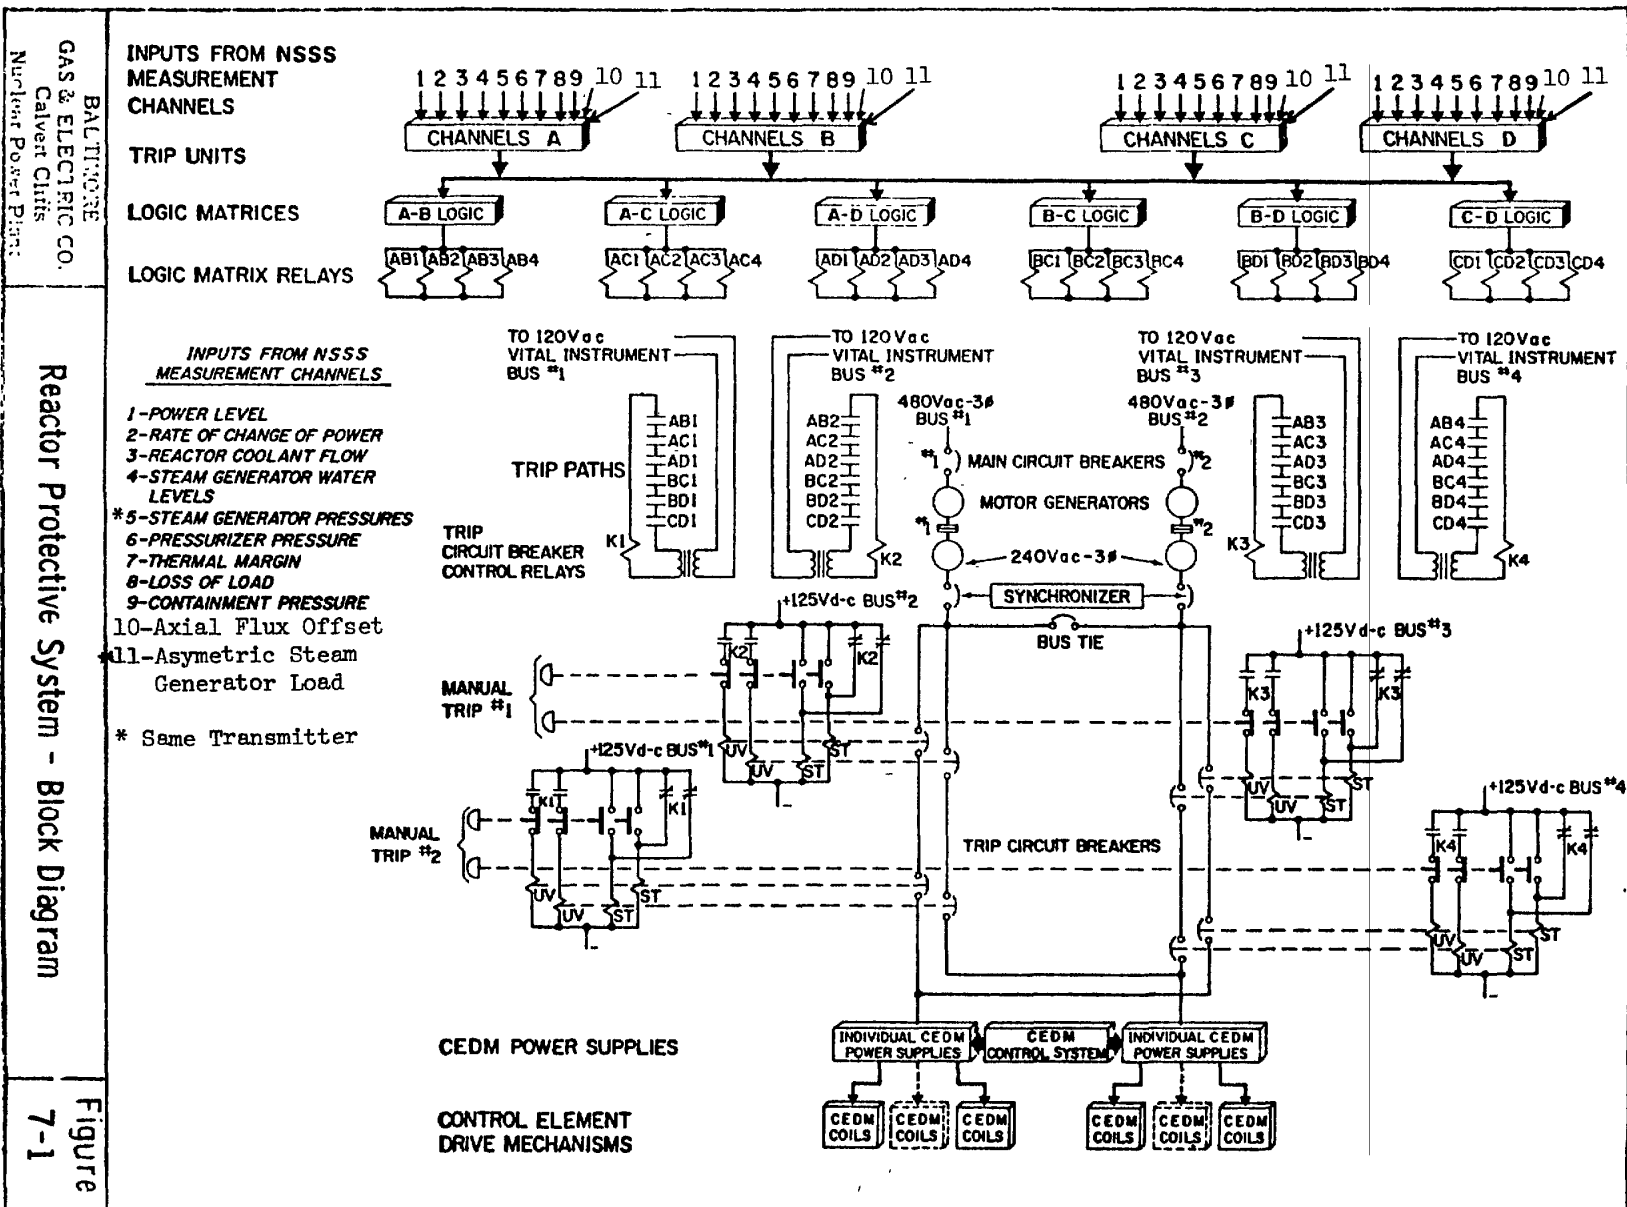 BALTIMORE
GAS & ELECTRIC CO.
Calvert Cliffs
Nuclear Power Plant
Reactor Protective System - Block Diagram
Figure
7-1
INPUTS FROM NSSS
MEASUREMENT
CHANNELS
1 2 3 4 5 6 7 8 9 10 11
1 2 3 4 5 6 7 8 9 10 11
1 2 3 4 5 6 7 8 9 10 11
1 2 3 4 5 6 7 8 9 10 11
TRIP UNITS
CHANNELS A
CHANNELS B
CHANNELS C
CHANNELS D
LOGIC MATRICES
A-B LOGIC
A-C LOGIC
A-D LOGIC
B-C LOGIC
B-D LOGIC
C-D LOGIC
LOGIC MATRIX RELAYS
AB1 AB2 AB3 AB4
AC1 AC2 AC3 AC4
AD1 AD2 AD3 AD4
BC1 BC2 BC3 BC4
BD1 BD2 BD3 BD4
CD1 CD2 CD3 CD4
INPUTS FROM NSSS
MEASUREMENT CHANNELS
1-POWER LEVEL
2-RATE OF CHANGE OF POWER
3-REACTOR COOLANT FLOW
4-STEAM GENERATOR WATER
LEVELS
*5-STEAM GENERATOR PRESSURES
6-PRESSURIZER PRESSURE
7-THERMAL MARGIN
8-LOSS OF LOAD
9-CONTAINMENT PRESSURE
10-Axial Flux Offset
*11-Asymetric Steam
Generator Load
* Same Transmitter
TO 120Vac
VITAL INSTRUMENT
BUS #1
TO 120Vac
VITAL INSTRUMENT
BUS #2
TO 120Vac
VITAL INSTRUMENT
BUS #3
TO 120Vac
VITAL INSTRUMENT
BUS #4
480Vac-3ø
BUS #1
480Vac-3ø
BUS #2
TRIP PATHS
AB1
AC1
AD1
BC1
BD1
CD1
AB2
AC2
AD2
BC2
BD2
CD2
AB3
AC3
AD3
BC3
BD3
CD3
AB4
AC4
AD4
BC4
BD4
CD4
#1 MAIN CIRCUIT BREAKERS #2
MOTOR GENERATORS
#1 #2
TRIP
CIRCUIT BREAKER
CONTROL RELAYS
K1
K2
K3
K4
240Vac-3ø
SYNCHRONIZER
BUS TIE
+125Vd-c BUS #2
K2 K2
MANUAL
TRIP #1
UV
UV
ST
ST
+125Vd-c BUS #3
K3 K3
UV
UV
ST
ST
+125Vd-c BUS #1
K1 K1
MANUAL
TRIP #2
UV
UV
ST
ST
+125Vd-c BUS #4
K4 K4
UV
UV
ST
ST
TRIP CIRCUIT BREAKERS
CEDM POWER SUPPLIES
INDIVIDUAL CEDM
POWER SUPPLIES
CEDM
CONTROL SYSTEM
INDIVIDUAL CEDM
POWER SUPPLIES
CONTROL ELEMENT
DRIVE MECHANISMS
CEDM
COILS
CEDM
COILS
CEDM
COILS
CEDM
COILS
CEDM
COILS
CEDM
COILS